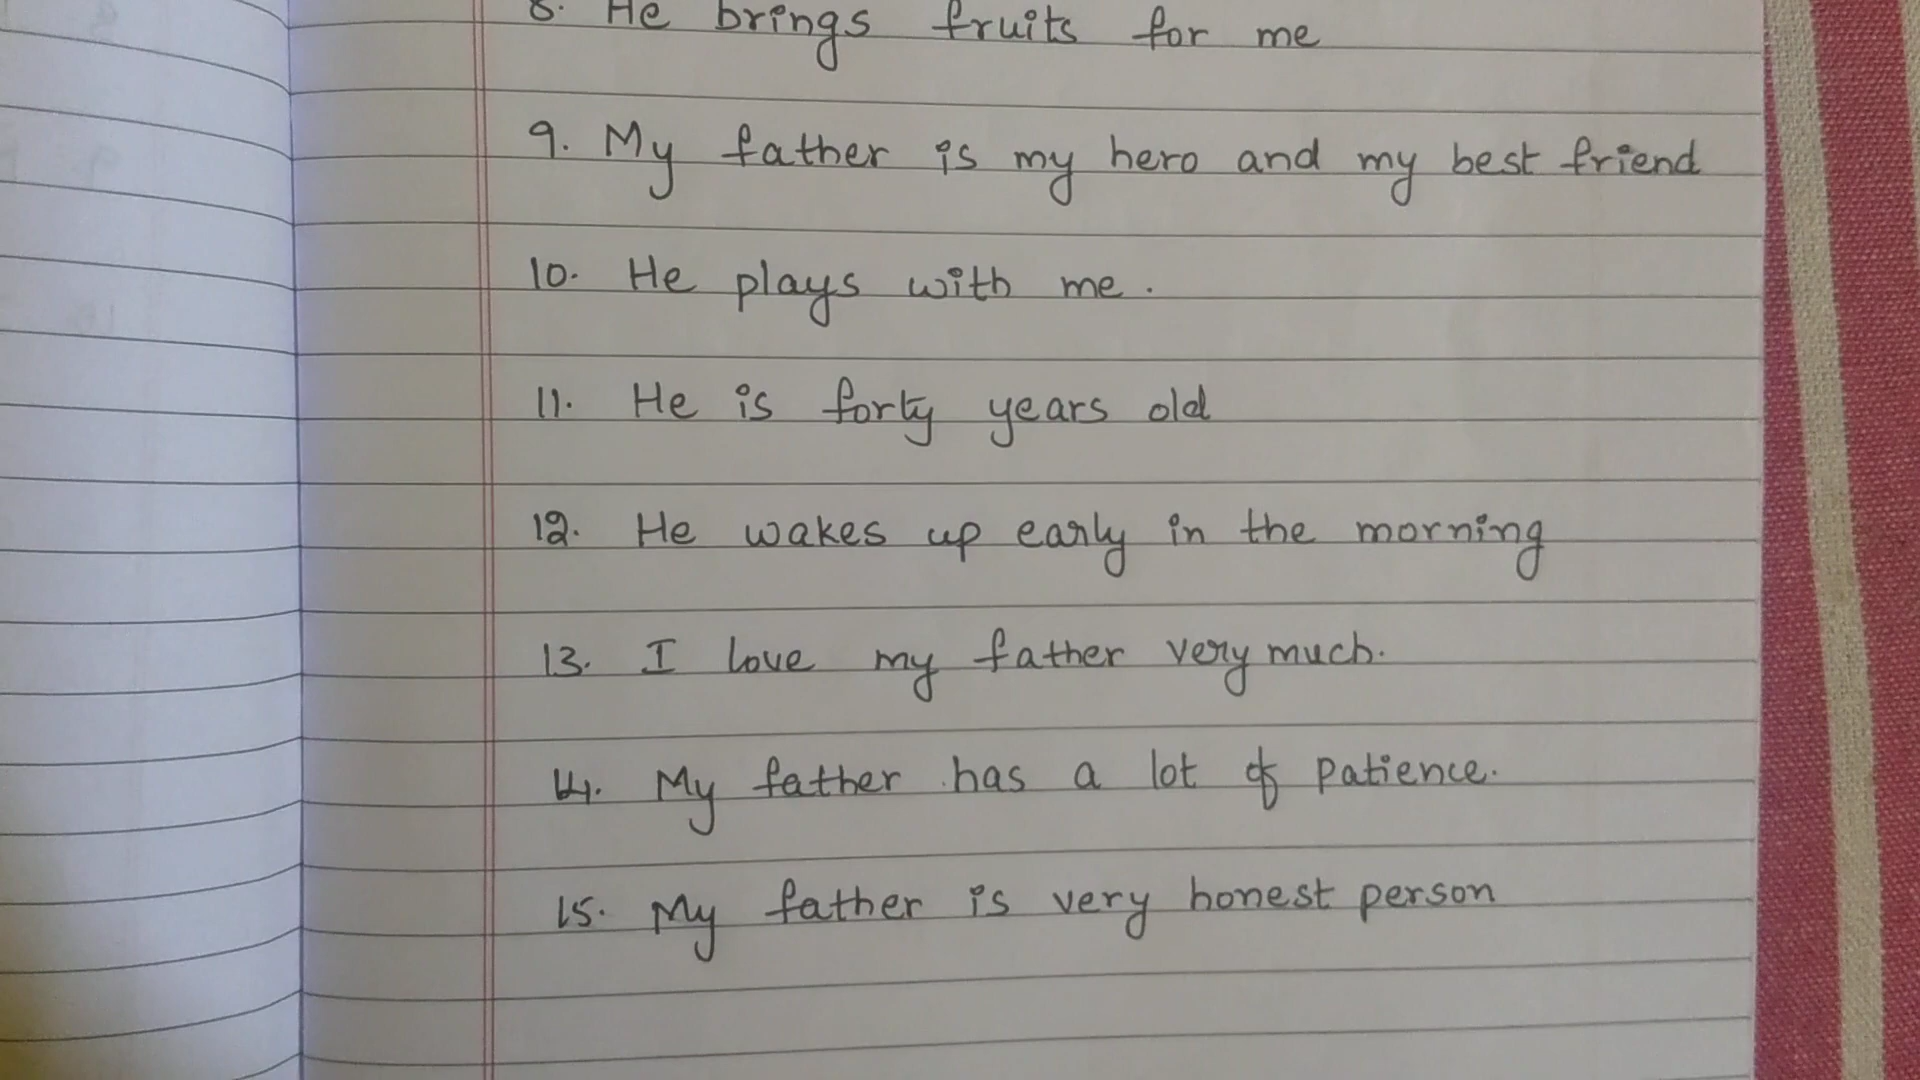 8. He brings fruits for me
9. My father is my hero and my best friend
10. He plays with me.
11. He is forty years old
12. He wakes up early in the morning
13. I love my father very much.
14. My father has a lot of patience.
15. My father is very honest person